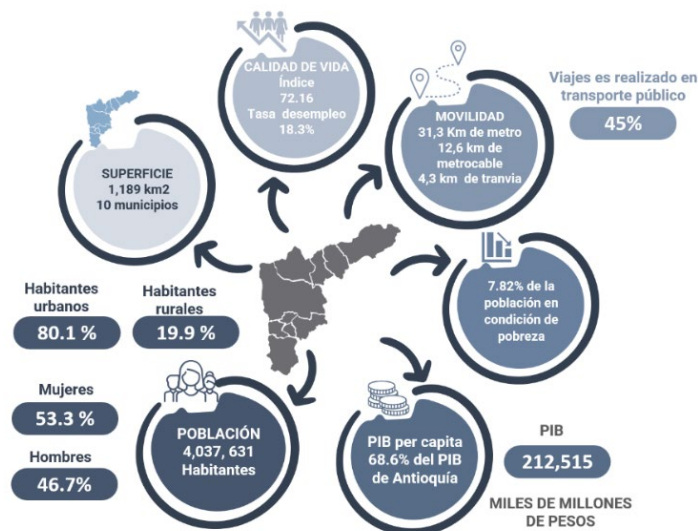 CALIDAD DE VIDA
Índice
72.16
Tasa desempleo
18.3%
MOVILIDAD
31,3 Km de metro
12,6 km de
metrocable
4,3 km de tranvia
Viajes es realizado en
transporte público
45%
SUPERFICIE
1,189 km2
10 municipios
7.82% de la
población en
condición de
pobreza
Habitantes
urbanos
80.1 %
Habitantes
rurales
19.9 %
Mujeres
53.3 %
Hombres
46.7%
POBLACIÓN
4,037, 631
Habitantes
PIB per capita
68.6% del PIB
de Antioquía
PIB
212,515
MILES DE MILLONES
DE PESOS